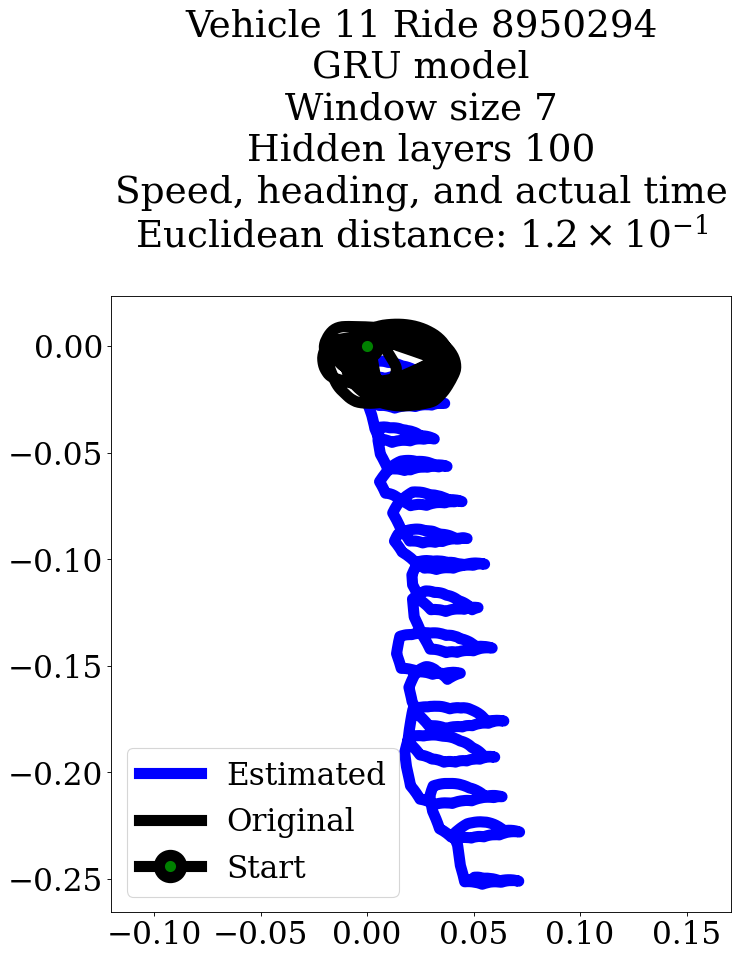 Vehicle 11 Ride 8950294
GRU model
Window size 7
Hidden layers 100
Speed, heading, and actual time
Euclidean distance: 1.2 × 10⁻¹
0.00
−0.05
−0.10
−0.15
−0.20
−0.25
Estimated
Original
Start
−0.10 −0.05 0.00 0.05 0.10 0.15